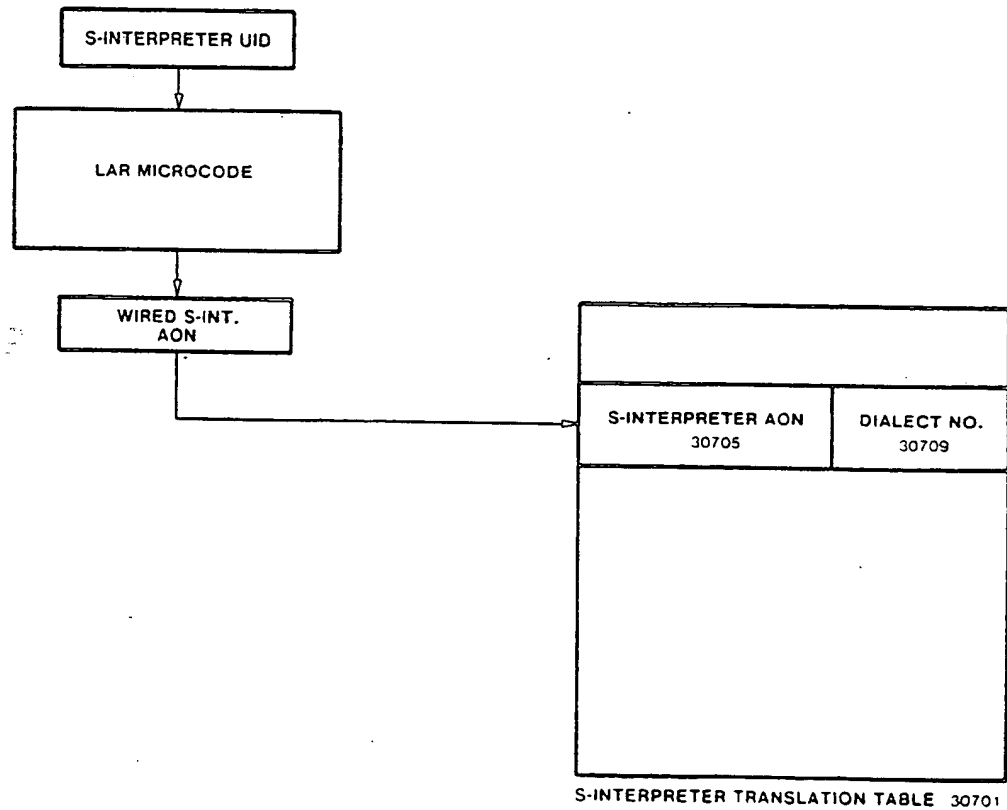 S-INTERPRETER UID
LAR MICROCODE
WIRED S-INT.
AON
S-INTERPRETER AON
30705
DIALECT NO.
30709
S-INTERPRETER TRANSLATION TABLE 30701